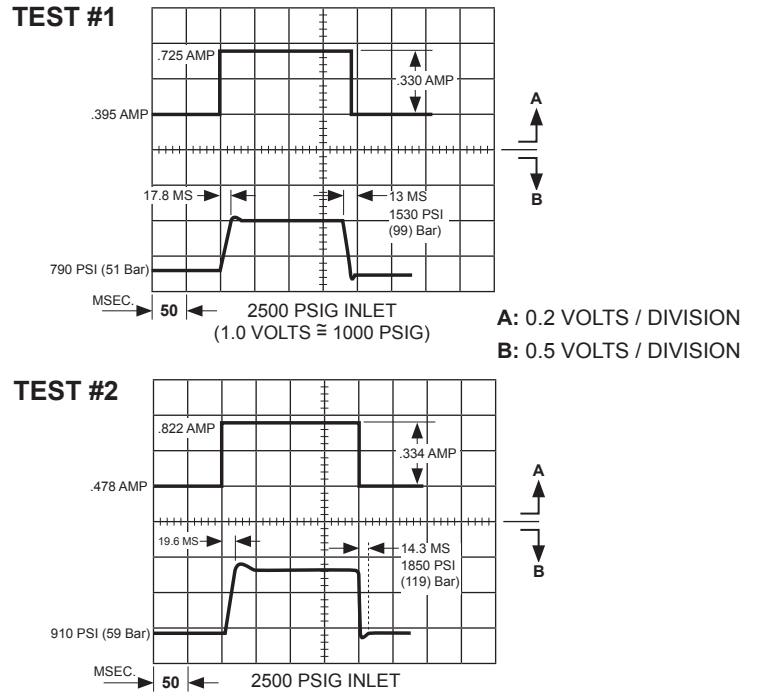 TEST #1
.725 AMP
.330 AMP
.395 AMP
A
B
17.8 MS
13 MS
1530 PSI
(99) Bar)
790 PSI (51 Bar)
MSEC.
50
2500 PSIG INLET
(1.0 VOLTS ≅ 1000 PSIG)
A: 0.2 VOLTS / DIVISION
B: 0.5 VOLTS / DIVISION
TEST #2
.822 AMP
.334 AMP
.478 AMP
A
B
19.6 MS
14.3 MS
1850 PSI
(119) Bar)
910 PSI (59 Bar)
MSEC.
50
2500 PSIG INLET